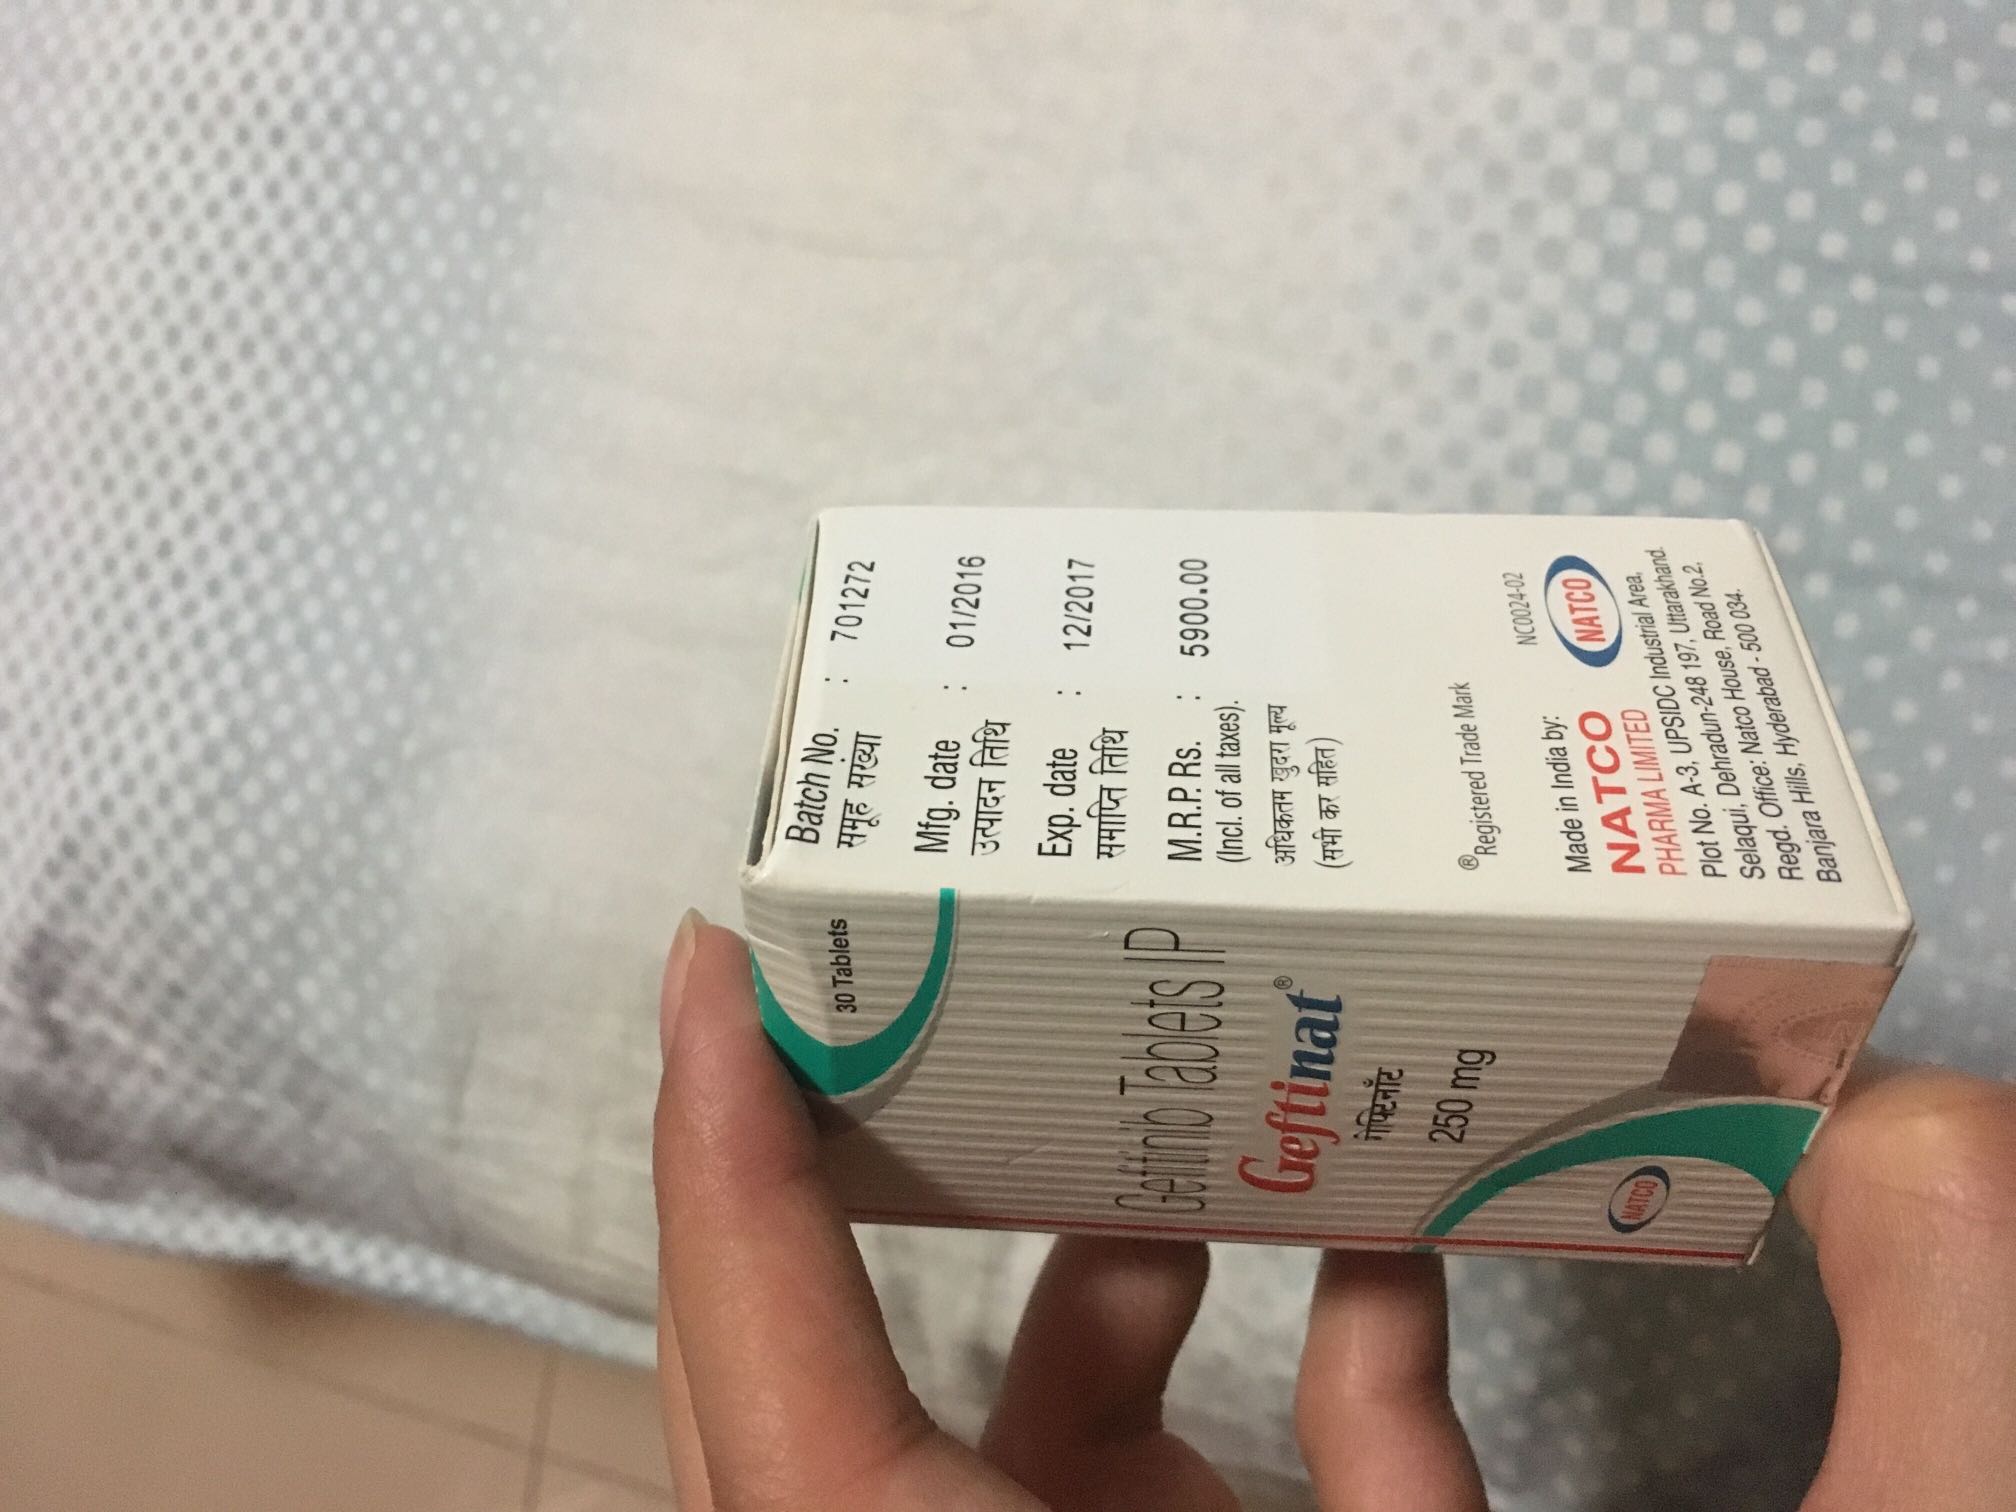 30 Tablets
Gefitinib Tablets IP
Geftinat®
गेफ्टिनॉट
250 mg
NATCO
Batch No. : 701272
समूह संख्या
Mfg. date : 01/2016
उत्पादन तिथि
Exp. date : 12/2017
समाप्ति तिथि
M.R.P. Rs. : 5900.00
(Incl. of all taxes).
अधिकतम खुदरा मूल्य
(सभी कर सहित)
®Registered Trade Mark
NC0024-02
Made in India by:
NATCO
PHARMA LIMITED
NATCO
Plot No. A-3, UPSIDC Industrial Area,
Selaqui, Dehradun-248 197, Uttarakhand.
Regd. Office: Natco House, Road No.2,
Banjara Hills, Hyderabad - 500 034.